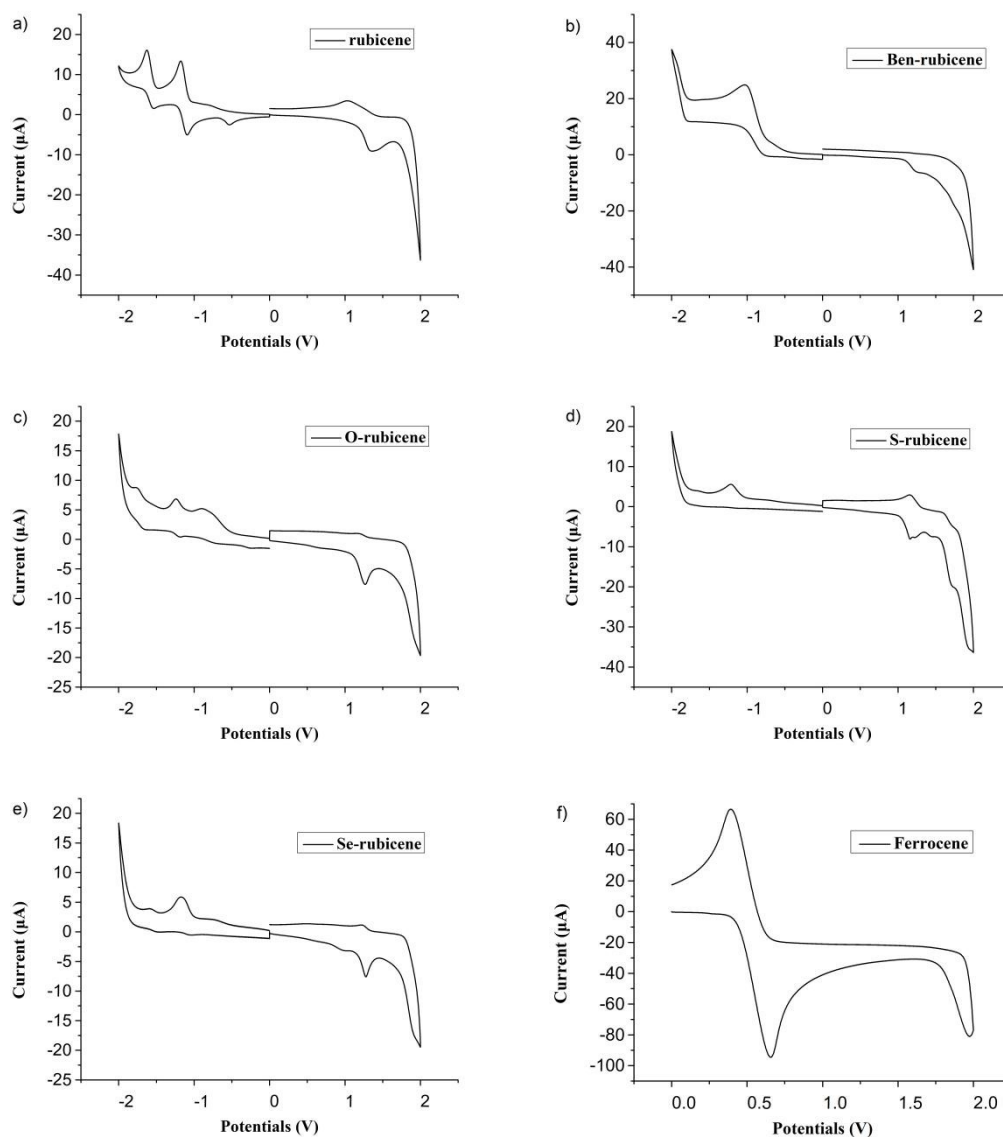 a)
rubicene
20
10
0
-10
-20
-30
-40
Current (μA)
-2 -1 0 1 2
Potentials (V)
b)
Ben-rubicene
40
20
0
-20
-40
Current (μA)
-2 -1 0 1 2
Potentials (V)
c)
O-rubicene
20
15
10
5
0
-5
-10
-15
-20
-25
Current (μA)
-2 -1 0 1 2
Potentials (V)
d)
S-rubicene
20
10
0
-10
-20
-30
-40
Current (μA)
-2 -1 0 1 2
Potentials (V)
e)
Se-rubicene
20
15
10
5
0
-5
-10
-15
-20
-25
Current (μA)
-2 -1 0 1 2
Potentials (V)
f)
Ferrocene
60
40
20
0
-20
-40
-60
-80
-100
Current (μA)
0.0 0.5 1.0 1.5 2.0
Potentials (V)